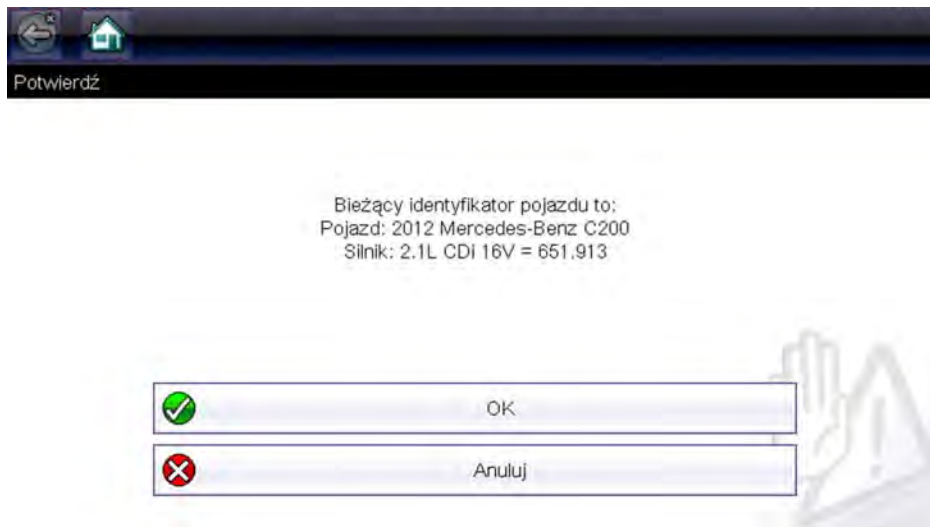 Potwierdź
Bieżący identyfikator pojazdu to:
Pojazd: 2012 Mercedes-Benz C200
Silnik: 2.1L CDi 16V = 651.913
OK
Anuluj